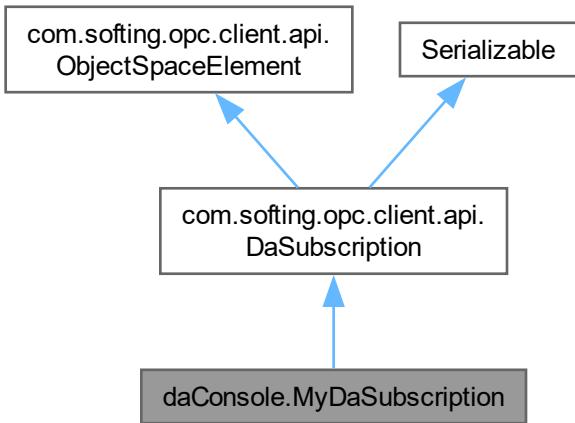 com.softing.opc.client.api.
ObjectSpaceElement
Serializable
com.softing.opc.client.api.
DaSubscription
daConsole.MyDaSubscription